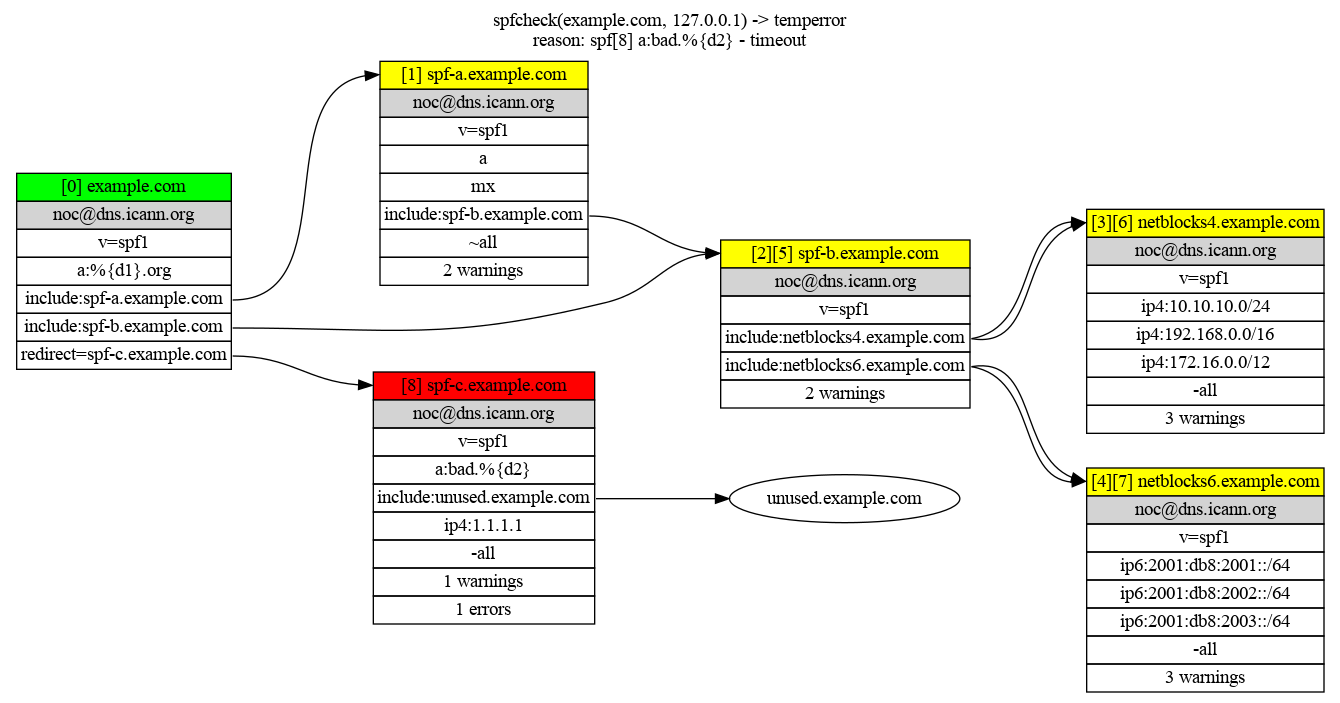 spfcheck(example.com, 127.0.0.1) -> temperror
reason: spf[8] a:bad.%{d2} - timeout
[0] example.com
noc@dns.icann.org
v=spf1
a:%{d1}.org
include:spf-a.example.com
include:spf-b.example.com
redirect=spf-c.example.com
[1] spf-a.example.com
noc@dns.icann.org
v=spf1
a
mx
include:spf-b.example.com
~all
2 warnings
[8] spf-c.example.com
noc@dns.icann.org
v=spf1
a:bad.%{d2}
include:unused.example.com
ip4:1.1.1.1
-all
1 warnings
1 errors
[2][5] spf-b.example.com
noc@dns.icann.org
v=spf1
include:netblocks4.example.com
include:netblocks6.example.com
2 warnings
unused.example.com
[3][6] netblocks4.example.com
noc@dns.icann.org
v=spf1
ip4:10.10.10.0/24
ip4:192.168.0.0/16
ip4:172.16.0.0/12
-all
3 warnings
[4][7] netblocks6.example.com
noc@dns.icann.org
v=spf1
ip6:2001:db8:2001::/64
ip6:2001:db8:2002::/64
ip6:2001:db8:2003::/64
-all
3 warnings